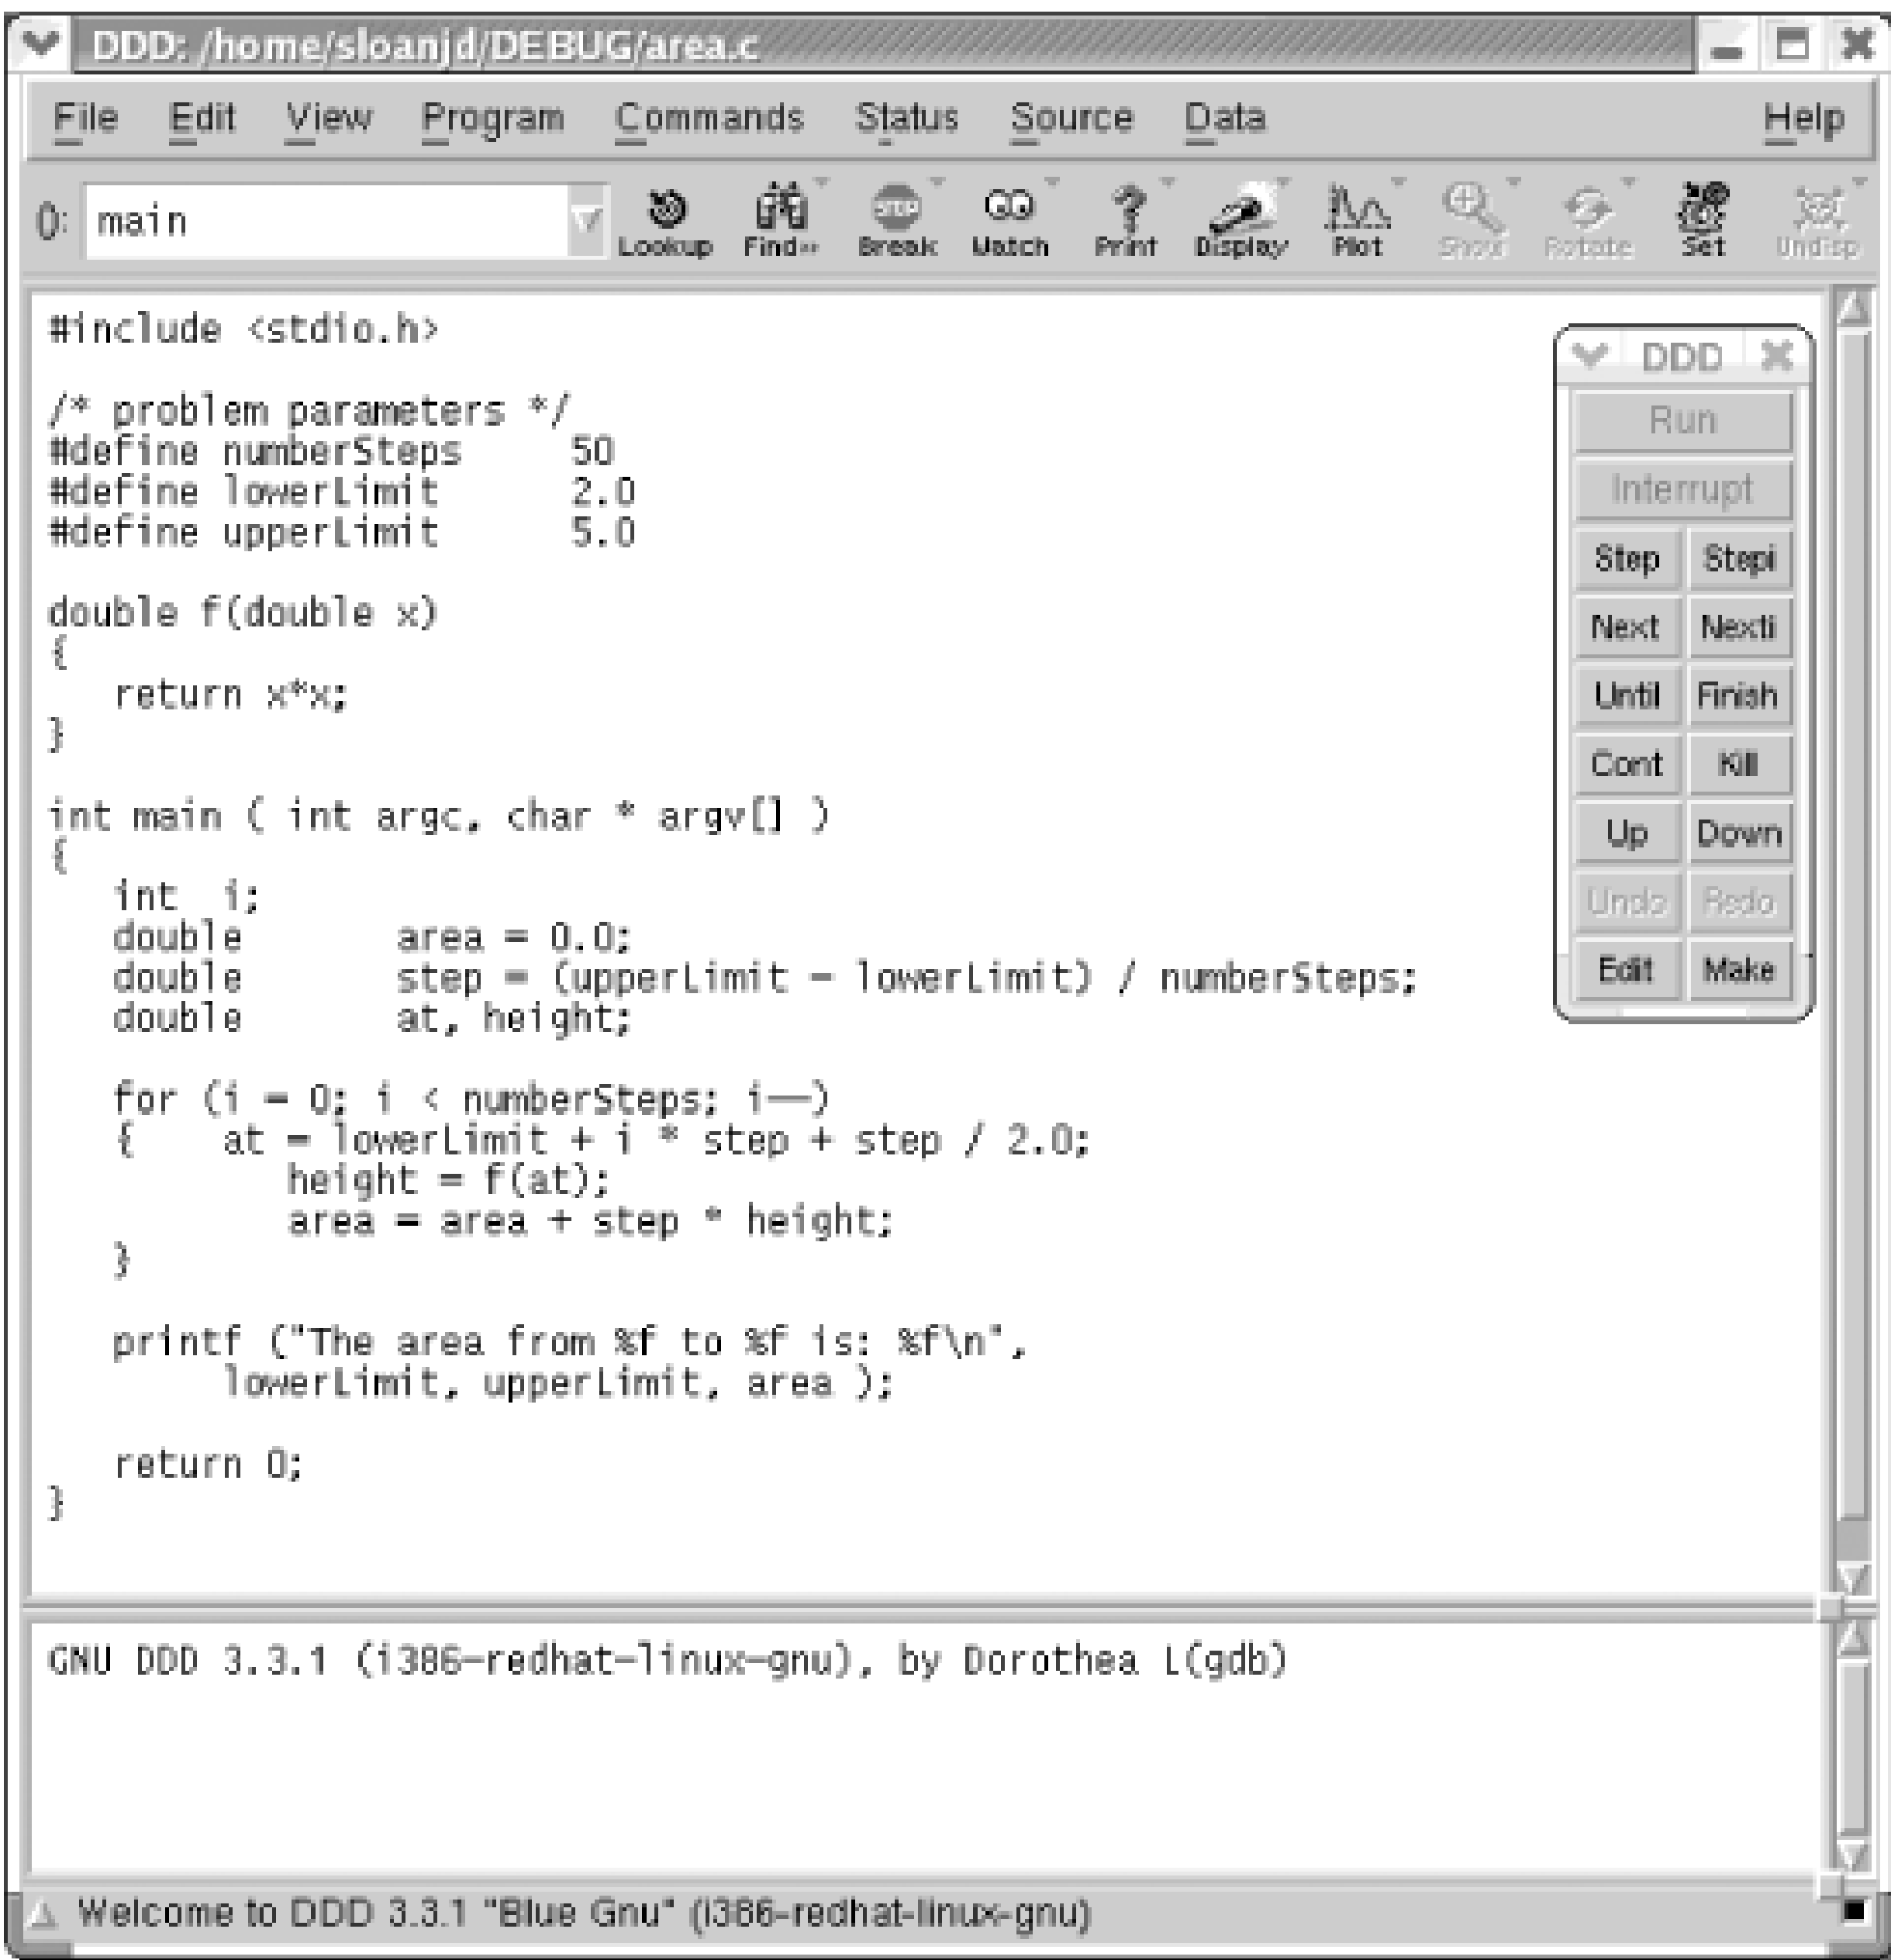 DDD: /home/sloanjd/DEBUG/area.c
File Edit View Program Commands Status Source Data Help
(): main
Lookup Find Break Watch Print Display Plot Show Rotate Set Undisp
#include <stdio.h>
/* problem parameters */
#define numberSteps 50
#define lowerLimit 2.0
#define upperLimit 5.0
double f(double x)
{
return x*x;
}
int main ( int argc, char * argv[] )
{
int i;
double area = 0.0;
double step = (upperLimit - lowerLimit) / numberSteps;
double at, height;
for (i = 0; i < numberSteps; i--)
{ at = lowerLimit + i * step + step / 2.0;
height = f(at);
area = area + step * height;
}
printf ("The area from %f to %f is: %f\n",
lowerLimit, upperLimit, area );
return 0;
}
DDD
Run
Interrupt
Step Stepi
Next Nexti
Until Finish
Cont Kill
Up Down
Undo Redo
Edit Make
GNU DDD 3.3.1 (i386-redhat-linux-gnu), by Dorothea L(gdb)
Welcome to DDD 3.3.1 "Blue Gnu" (i386-redhat-linux-gnu)